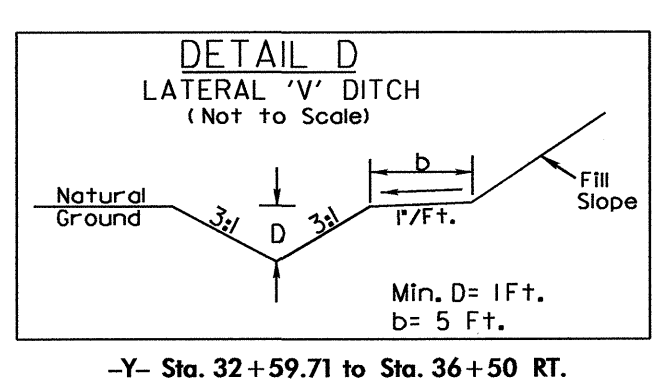 DETAIL D
LATERAL 'V' DITCH
(Not to Scale)
b
Natural
Ground
3:1
D
3:1
1"/Ft.
Fill
Slope
Min. D= 1Ft.
b= 5 Ft.
-Y- Sta. 32+59.71 to Sta. 36+50 RT.